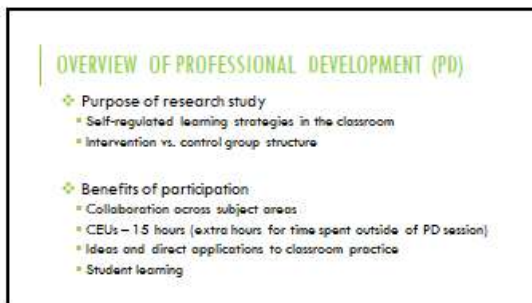 OVERVIEW OF PROFESSIONAL DEVELOPMENT (PD)
Purpose of research study
Self-regulated learning strategies in the classroom
Intervention vs. control group structure
Benefits of participation
Collaboration across subject areas
CEUs – 15 hours (extra hours for time spent outside of PD session)
Ideas and direct applications to classroom practice
Student learning